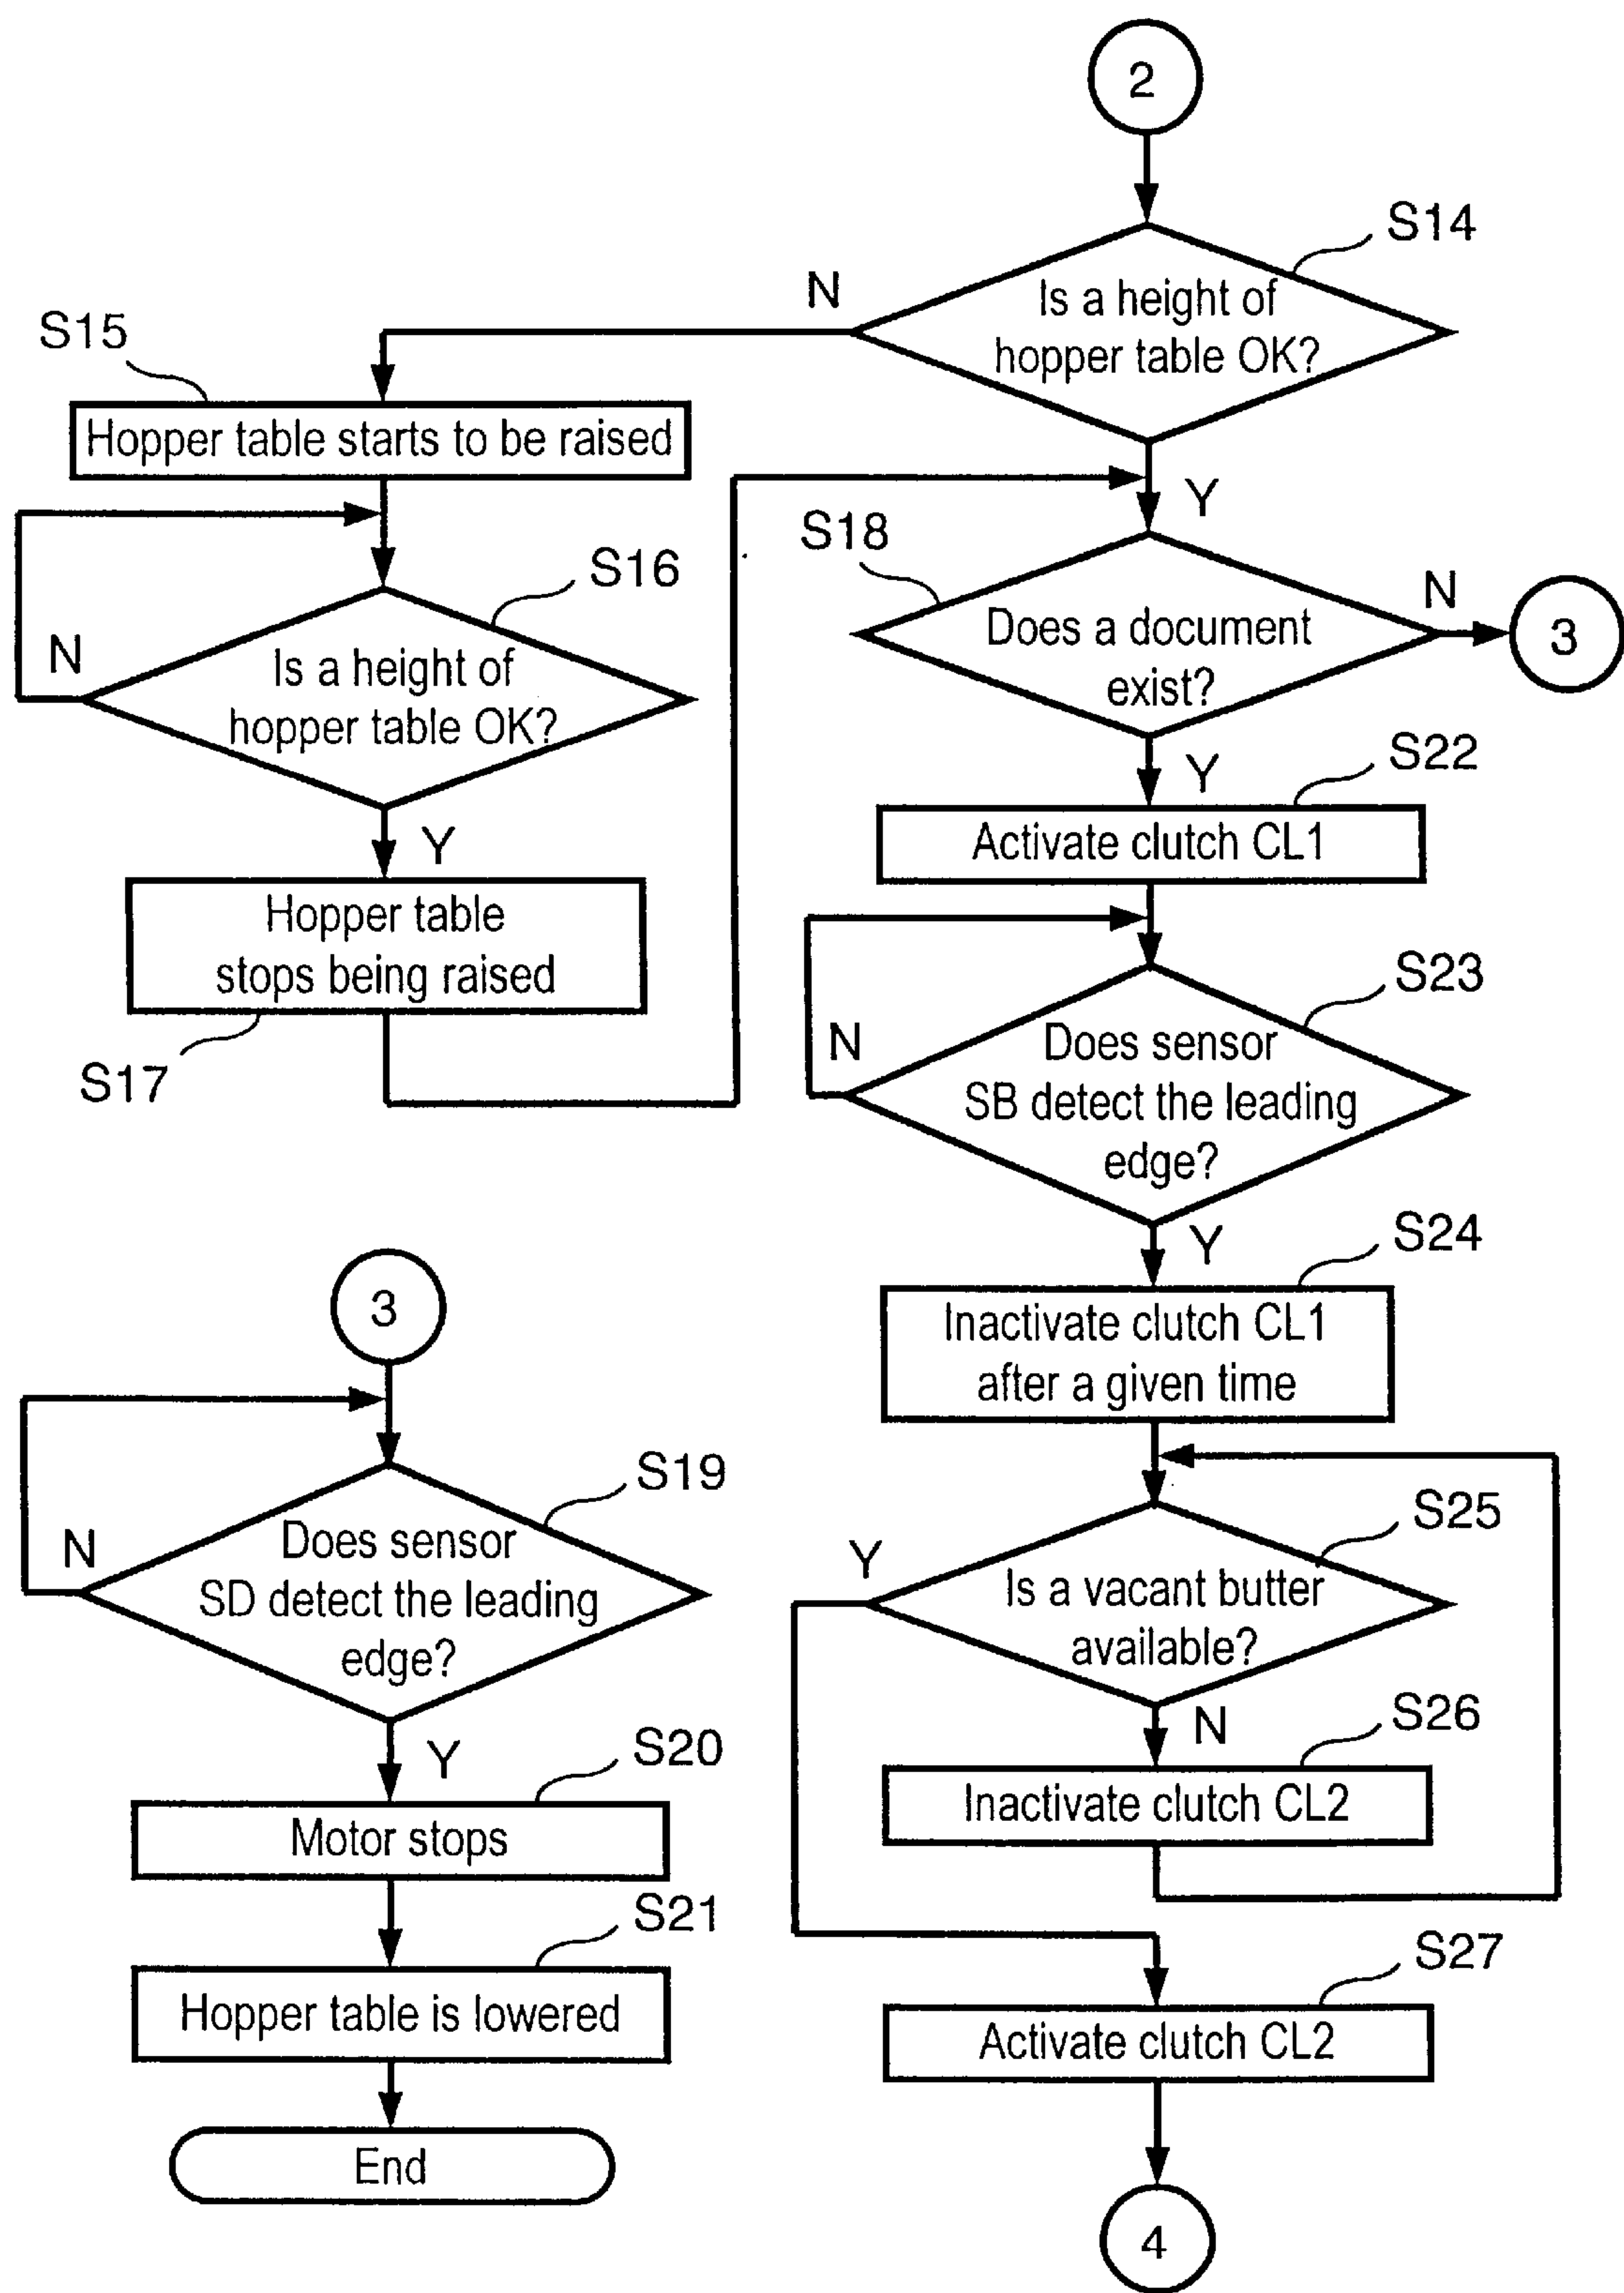 2
S14
Is a height of
hopper table OK?
N
Y
S15
Hopper table starts to be raised
S16
Is a height of
hopper table OK?
N
Y
Hopper table
stops being raised
S17
S18
Does a document
exist?
N
3
Y
S22
Activate clutch CL1
S23
Does sensor
SB detect the leading
edge?
N
Y
S24
Inactivate clutch CL1
after a given time
S25
Is a vacant butter
available?
Y
N
S26
Inactivate clutch CL2
S27
Activate clutch CL2
4
3
S19
Does sensor
SD detect the leading
edge?
N
Y
S20
Motor stops
S21
Hopper table is lowered
End